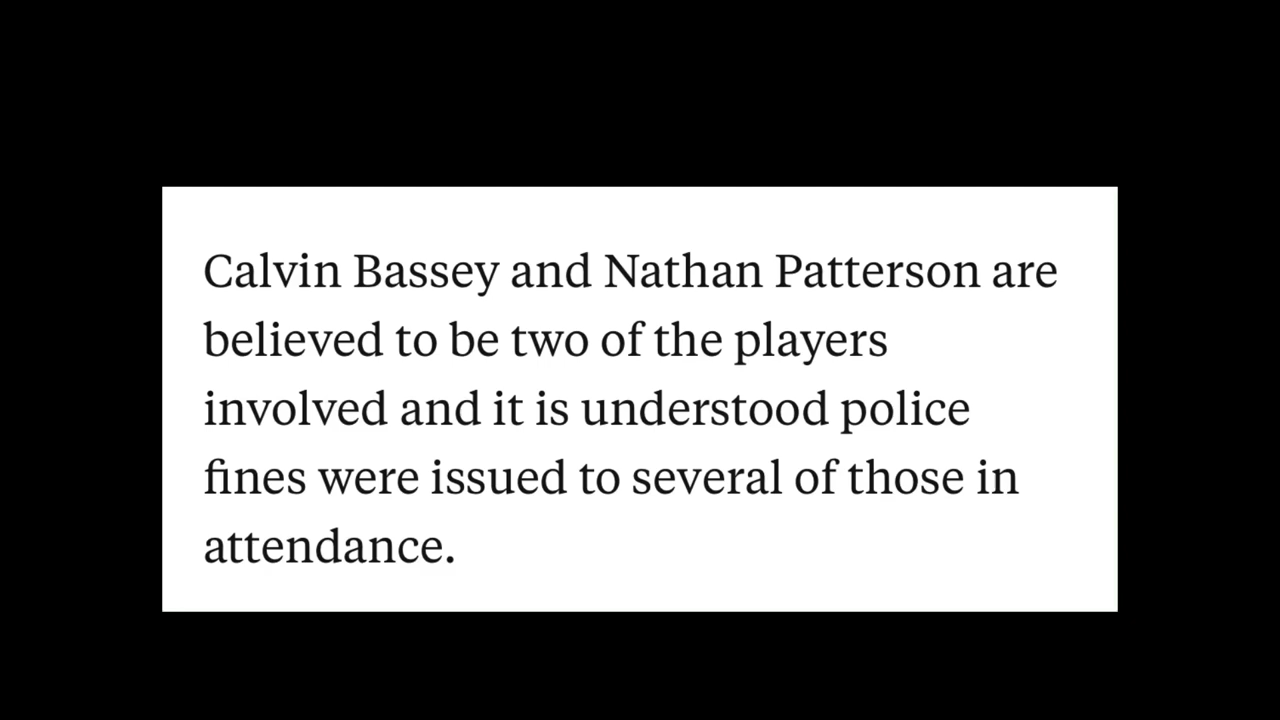 Calvin Bassey and Nathan Patterson are
believed to be two of the players
involved and it is understood police
fines were issued to several of those in
attendance.